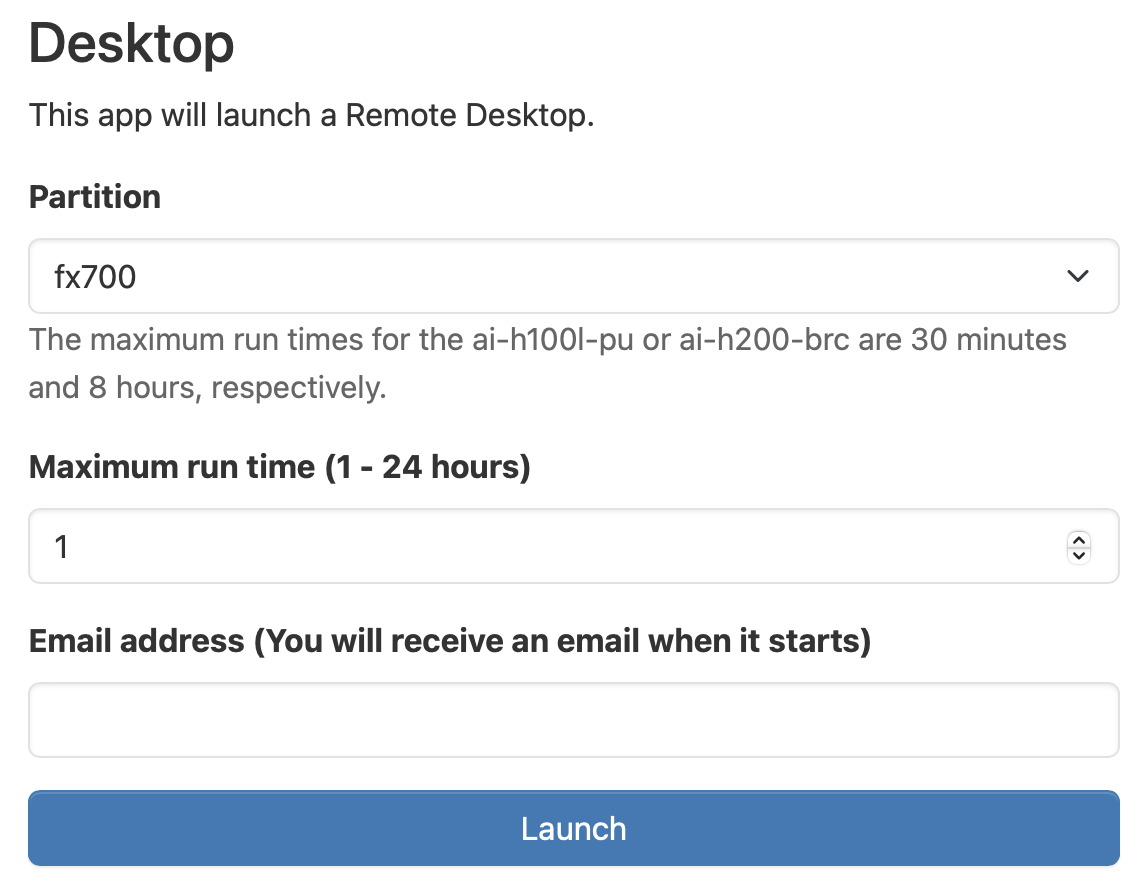 Desktop
This app will launch a Remote Desktop.
Partition
fx700
The maximum run times for the ai-h100l-pu or ai-h200-brc are 30 minutes
and 8 hours, respectively.
Maximum run time (1 - 24 hours)
1
Email address (You will receive an email when it starts)
Launch